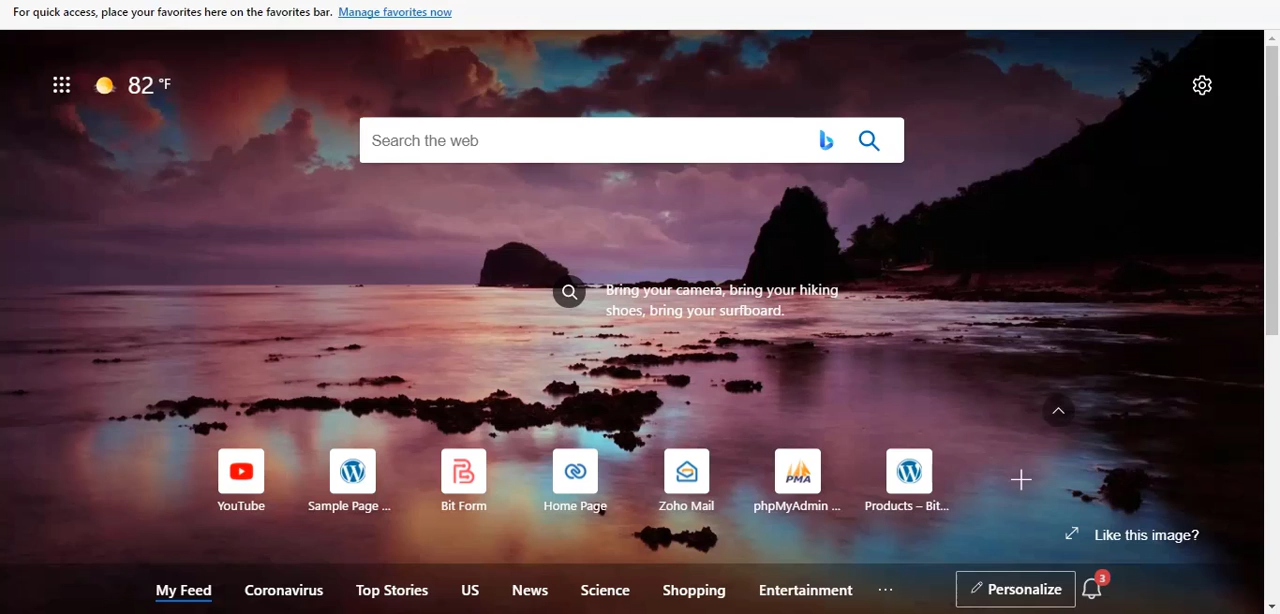 For quick access, place your favorites here on the favorites bar. Manage favorites now
82 °F
Search the web
Bring your camera, bring your hiking
shoes, bring your surfboard.
PMA
YouTube Sample Page ... Bit Form Home Page Zoho Mail phpMyAdmin ... Products – Bit...
Like this image?
My Feed Coronavirus Top Stories US News Science Shopping Entertainment ... Personalize 3